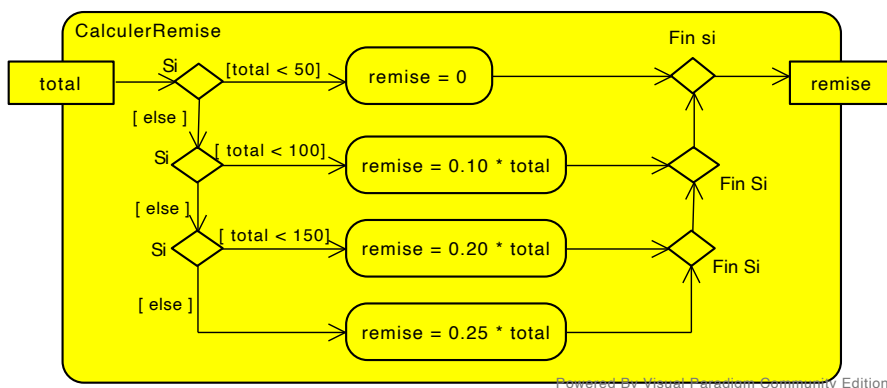 CalculerRemise
Fin si
Si
[total < 50]
remise = 0
total
remise
[ else ]
Si
[ total < 100]
remise = 0.10 * total
Fin Si
[ else ]
Si
[ total < 150]
remise = 0.20 * total
Fin Si
[ else ]
remise = 0.25 * total
Powered By Visual Paradigm Community Edition